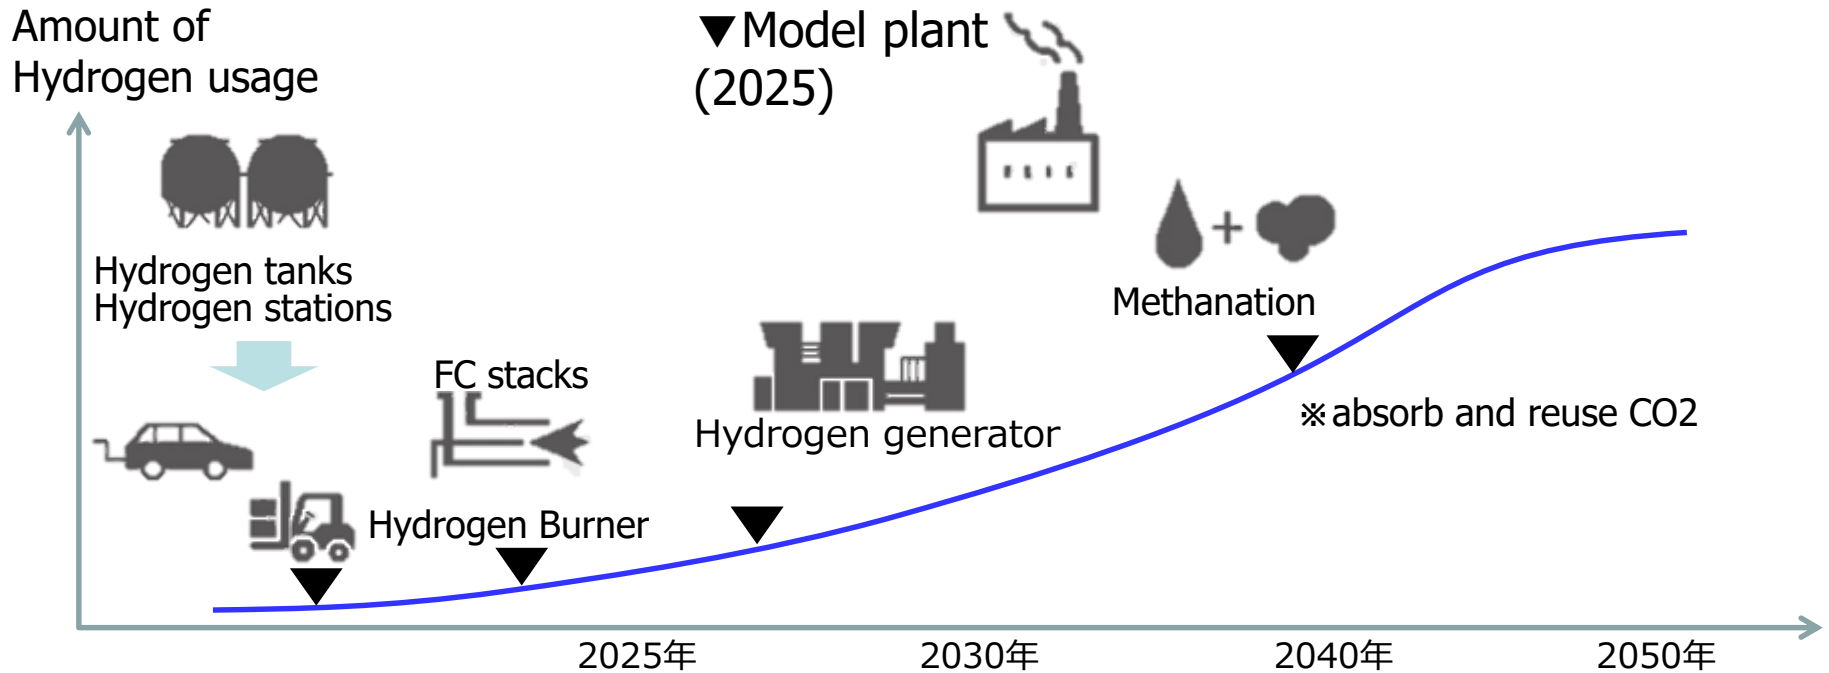 Amount of
Hydrogen usage
▼Model plant
(2025)
Hydrogen tanks
Hydrogen stations
FC stacks
Hydrogen Burner
Hydrogen generator
Methanation
※absorb and reuse CO2
2025年
2030年
2040年
2050年